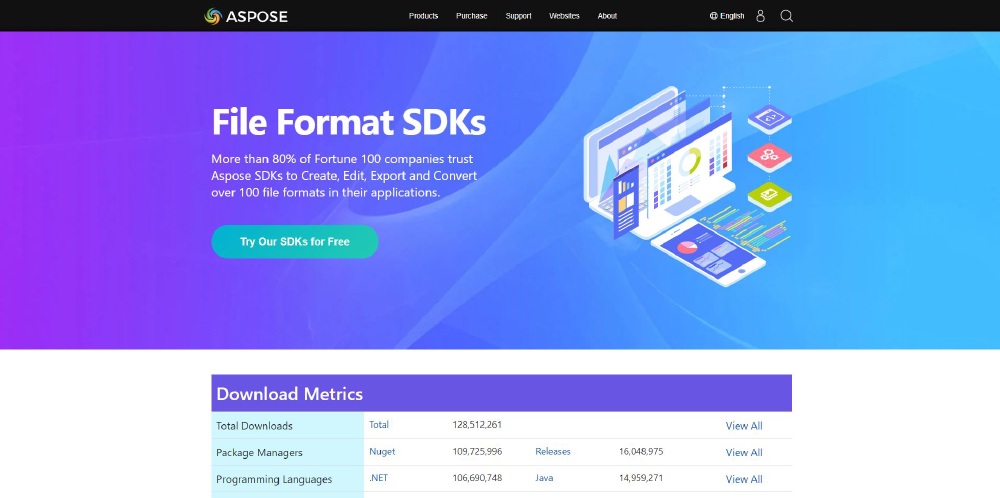 ASPOSE Products Purchase Support Websites About English
File Format SDKs
More than 80% of Fortune 100 companies trust
Aspose SDKs to Create, Edit, Export and Convert
over 100 file formats in their applications.
Try Our SDKs for Free
Download Metrics
Total Downloads Total 128,512,261 View All
Package Managers Nuget 109,725,996 Releases 16,048,975 View All
Programming Languages .NET 106,690,748 Java 14,959,271 View All